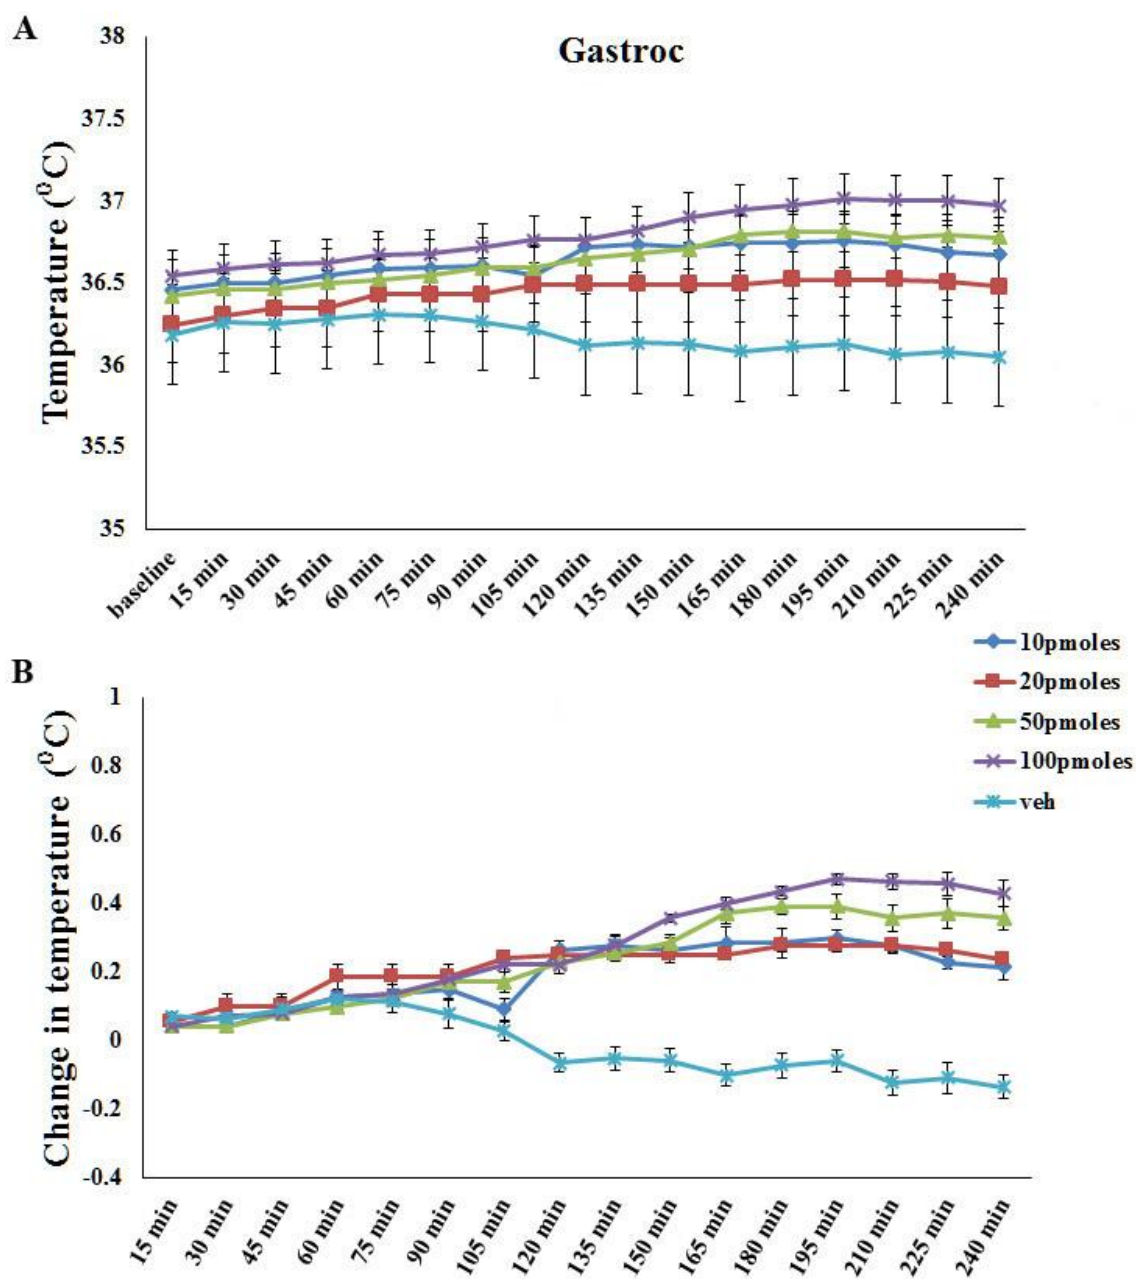 A
Gastroc
Temperature (⁰C)
38
37.5
37
36.5
36
35.5
35
baseline
15 min
30 min
45 min
60 min
75 min
90 min
105 min
120 min
135 min
150 min
165 min
180 min
195 min
210 min
225 min
240 min
10pmoles
20pmoles
50pmoles
100pmoles
veh
B
Change in temperature (⁰C)
1
0.8
0.6
0.4
0.2
0
-0.2
-0.4
15 min
30 min
45 min
60 min
75 min
90 min
105 min
120 min
135 min
150 min
165 min
180 min
195 min
210 min
225 min
240 min